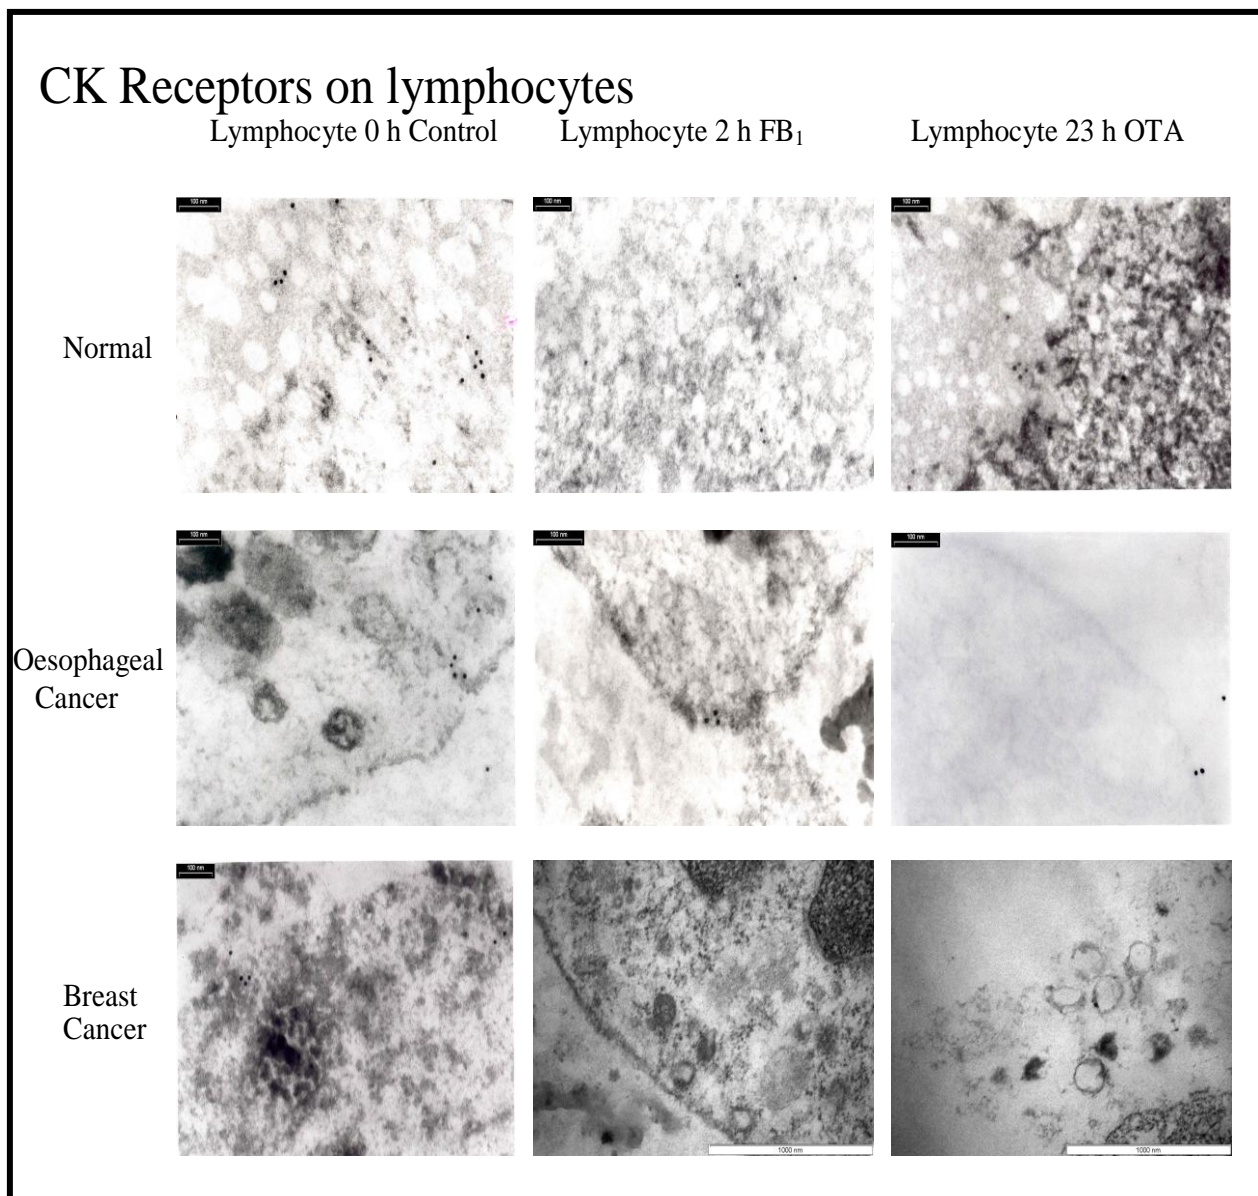 CK Receptors on lymphocytes
Lymphocyte 0 h Control
Lymphocyte 2 h FB₁
Lymphocyte 23 h OTA
Normal
100 nm
100 nm
100 nm
Oesophageal
Cancer
100 nm
100 nm
100 nm
Breast
Cancer
100 nm
1000 nm
1000 nm